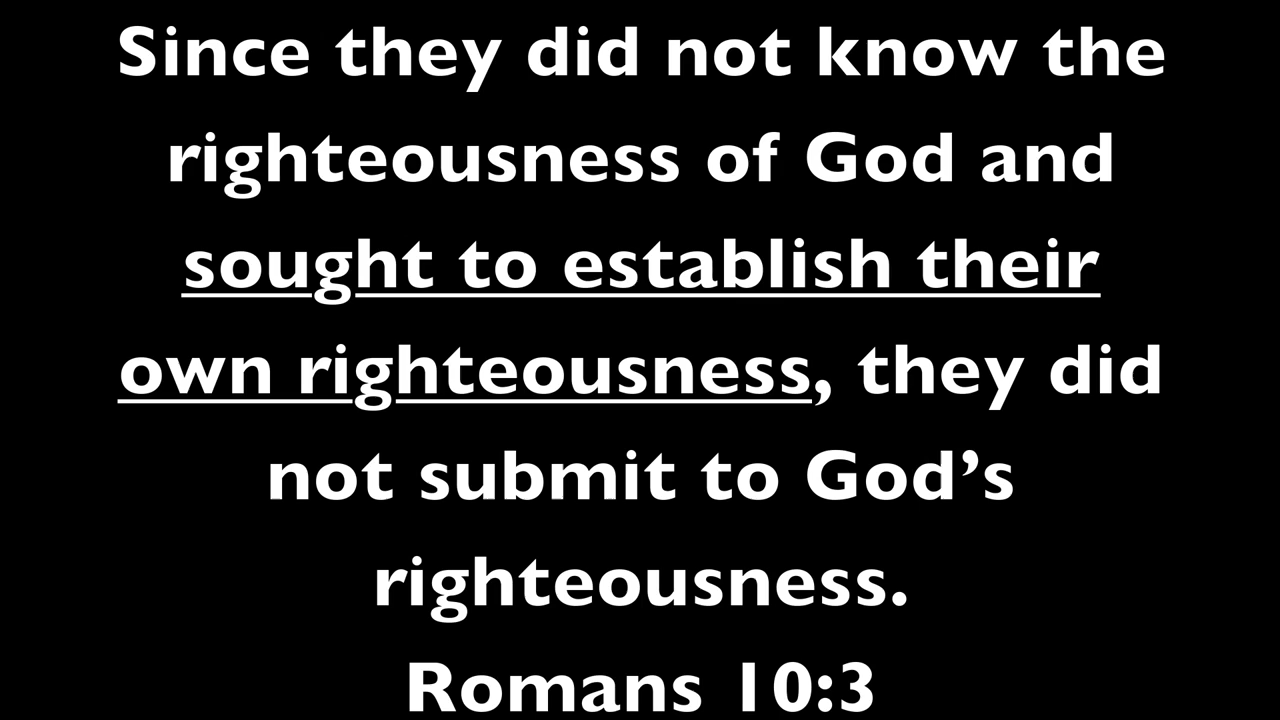 Since they did not know the
righteousness of God and
sought to establish their
own righteousness, they did
not submit to God’s
righteousness.
Romans 10:3